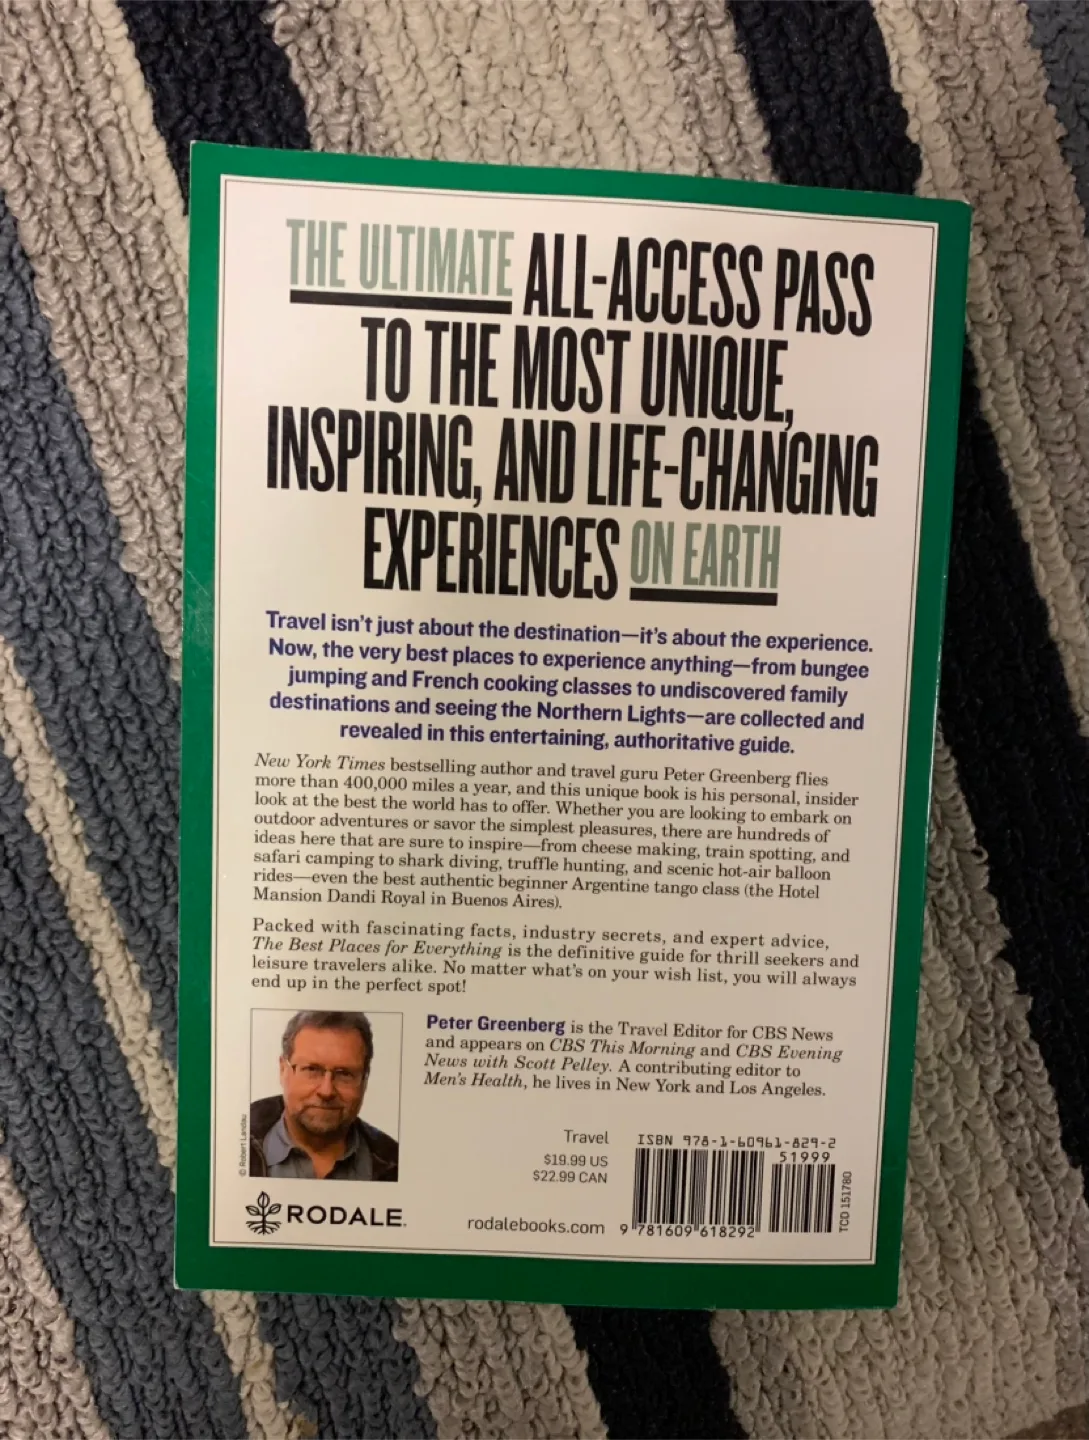 THE ULTIMATE ALL-ACCESS PASS
TO THE MOST UNIQUE,
INSPIRING, AND LIFE-CHANGING
EXPERIENCES ON EARTH
Travel isn't just about the destination—it's about the experience.
Now, the very best places to experience anything—from bungee
jumping and French cooking classes to undiscovered family
destinations and seeing the Northern Lights—are collected and
revealed in this entertaining, authoritative guide.
New York Times bestselling author and travel guru Peter Greenberg flies
more than 400,000 miles a year, and this unique book is his personal, insider
look at the best the world has to offer. Whether you are looking to embark on
outdoor adventures or savor the simplest pleasures, there are hundreds of
ideas here that are sure to inspire—from cheese making, train spotting, and
safari camping to shark diving, truffle hunting, and scenic hot-air balloon
rides—even the best authentic beginner Argentine tango class (the Hotel
Mansion Dandi Royal in Buenos Aires).
Packed with fascinating facts, industry secrets, and expert advice,
The Best Places for Everything is the definitive guide for thrill seekers and
leisure travelers alike. No matter what's on your wish list, you will always
end up in the perfect spot!
Peter Greenberg is the Travel Editor for CBS News
and appears on CBS This Morning and CBS Evening
News with Scott Pelley. A contributing editor to
Men's Health, he lives in New York and Los Angeles.
© Robert Landau
Travel
$19.99 US
$22.99 CAN
ISBN 978-1-60961-829-2
51999
RODALE.
rodalebooks.com
9 781609 618292
TCD 151780